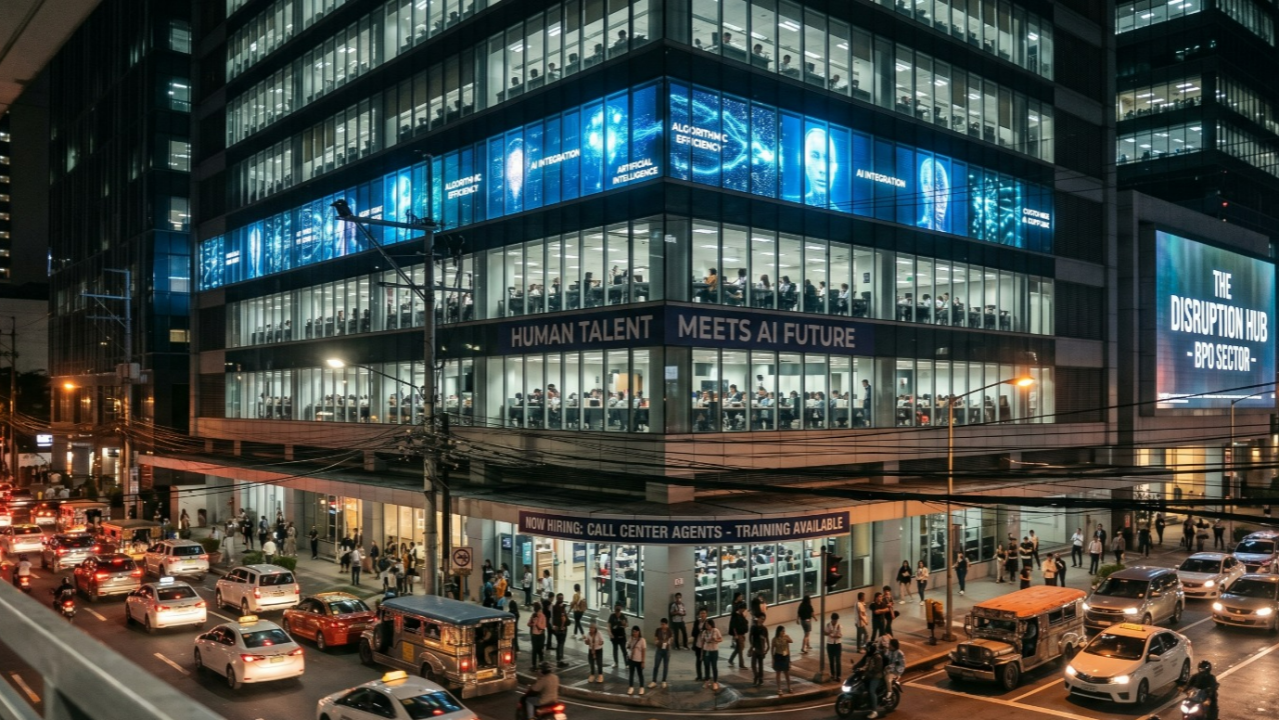 ALGORITHMIC
EFFICIENCY
AI INTEGRATION
ARTIFICIAL
INTELLIGENCE
ALGORITHMIC
EFFICIENCY
AI INTEGRATION
HUMAN TALENT MEETS AI FUTURE
THE
DISRUPTION HUB
- BPO SECTOR -
NOW HIRING: CALL CENTER AGENTS - TRAINING AVAILABLE